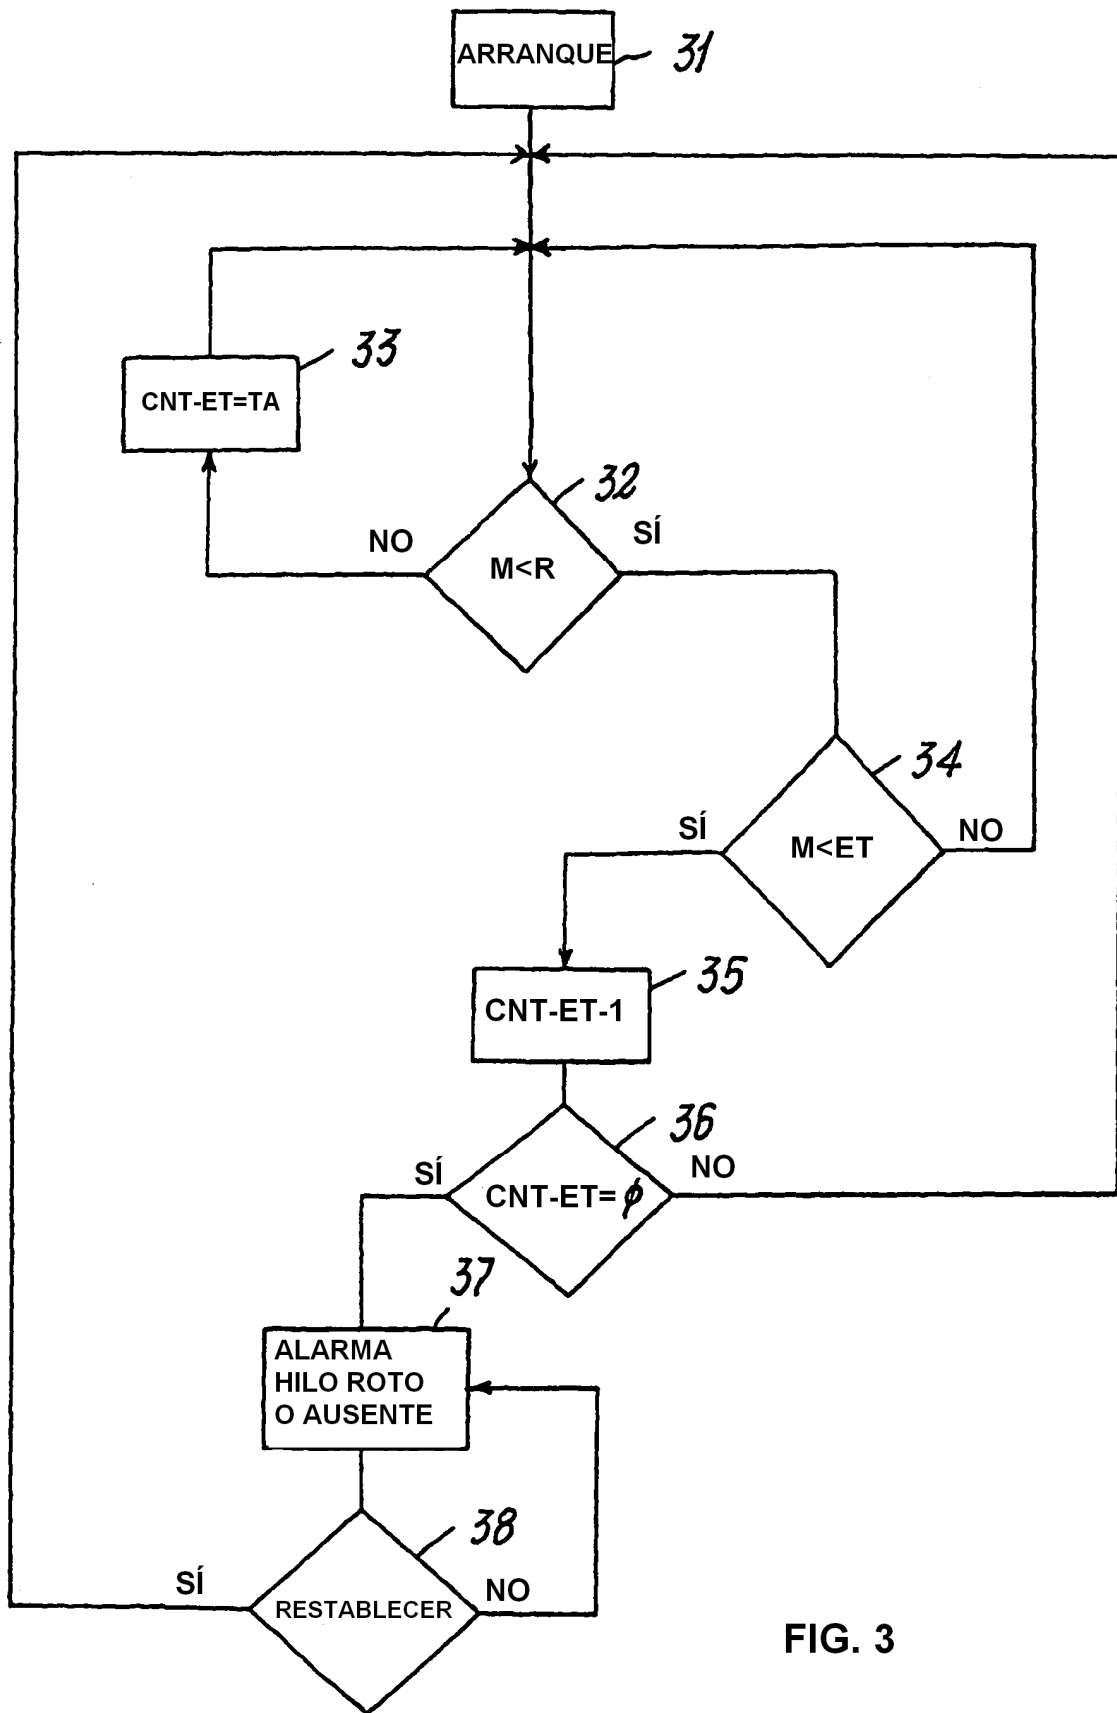 ARRANQUE
31
33
CNT-ET=TA
32
NO
SÍ
M<R
34
SÍ
NO
M<ET
35
CNT-ET-1
36
SÍ
NO
CNT-ET=ϕ
37
ALARMA
HILO ROTO
O AUSENTE
38
SÍ
NO
RESTABLECER
FIG. 3